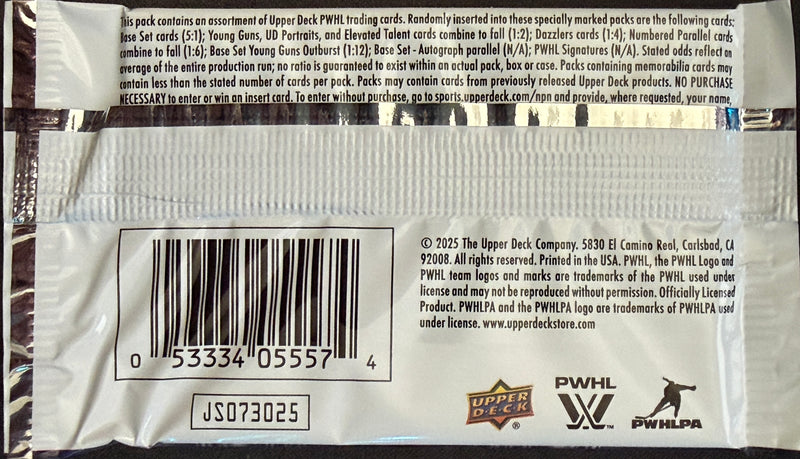 This pack contains an assortment of Upper Deck PWHL trading cards. Randomly inserted into these specially marked packs are the following cards:
Base Set cards (5:1); Young Guns, UD Portraits, and Elevated Talent cards combine to fall (1:2); Dazzlers cards (1:4); Numbered Parallel cards
combine to fall (1:6); Base Set Young Guns Outburst (1:12); Base Set - Autograph parallel (N/A); PWHL Signatures (N/A). Stated odds reflect an
average of the entire production run; no ratio is guaranteed to exist within an actual pack, box or case. Packs containing memorabilia cards may
contain less than the stated number of cards per pack. Packs may contain cards from previously released Upper Deck products. NO PURCHASE
NECESSARY to enter or win an insert card. To enter without purchase, go to sports.upperdeck.com/npn and provide, where requested, your name,
© 2025 The Upper Deck Company. 5830 El Camino Real, Carlsbad, CA
92008. All rights reserved. Printed in the USA. PWHL, the PWHL Logo and
PWHL team logos and marks are trademarks of the PWHL used under
license and may not be reproduced without permission. Officially Licensed
Product. PWHLPA and the PWHLPA logo are trademarks of PWHLPA used
under license. www.upperdeckstore.com
0 53334 05557 4
JS073025
UPPER
D·E·C·K
®
PWHL
TM
PWHLPA